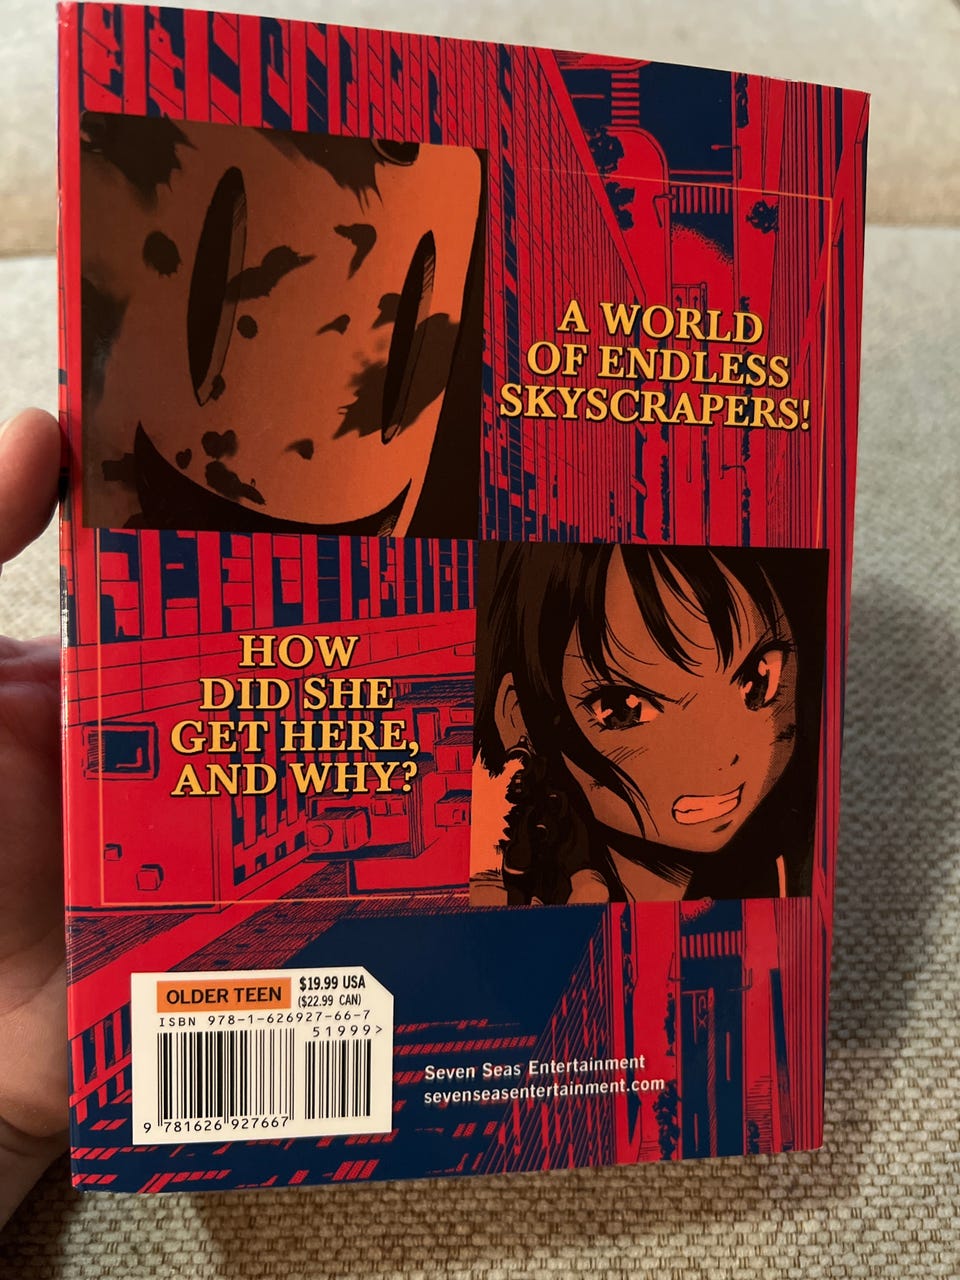 A WORLD
OF ENDLESS
SKYSCRAPERS!
HOW
DID SHE
GET HERE,
AND WHY?
OLDER TEEN
$19.99 USA
($22.99 CAN)
ISBN 978-1-626927-66-7
51999>
9 781626 927667
Seven Seas Entertainment
sevenseasentertainment.com